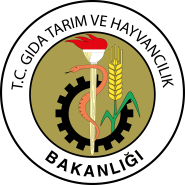 T.C. GIDA TARIM VE HAYVANCILIK
BAKANLIĞI